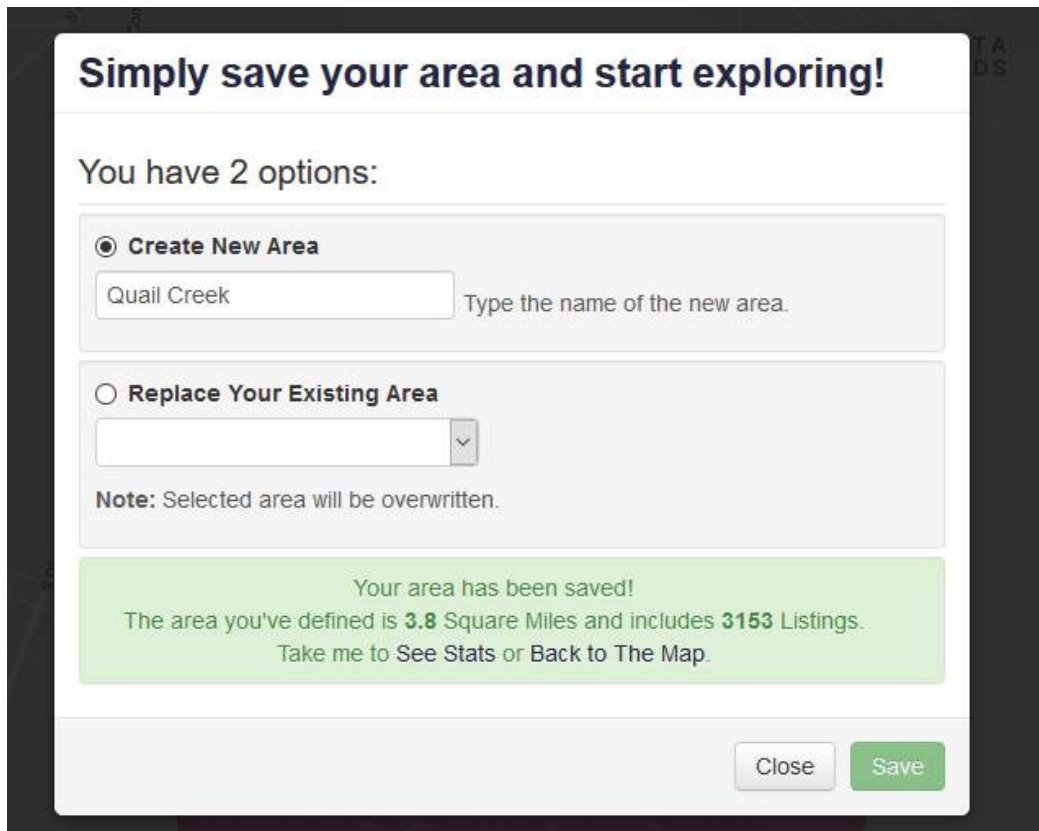 TA
DS
Simply save your area and start exploring!
You have 2 options:
Create New Area
Quail Creek
Type the name of the new area.
Replace Your Existing Area
Note: Selected area will be overwritten.
Your area has been saved!
The area you've defined is 3.8 Square Miles and includes 3153 Listings.
Take me to See Stats or Back to The Map.
Close
Save